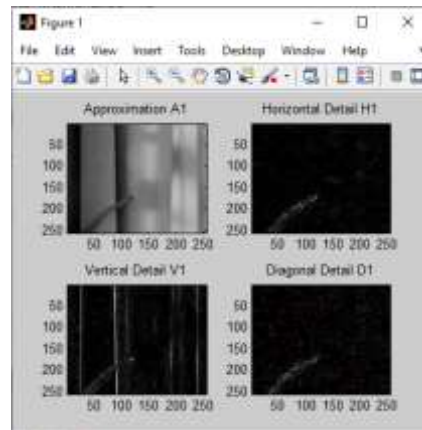 Figure 1
File Edit View Insert Tools Desktop Window Help
Approximation A1 Horizontal Detail H1
50 50
100 100
150 150
200 200
250 250
50 100 150 200 250 50 100 150 200 250
Vertical Detail V1 Diagonal Detail D1
50 50
100 100
150 150
200 200
250 250
50 100 150 200 250 50 100 150 200 250